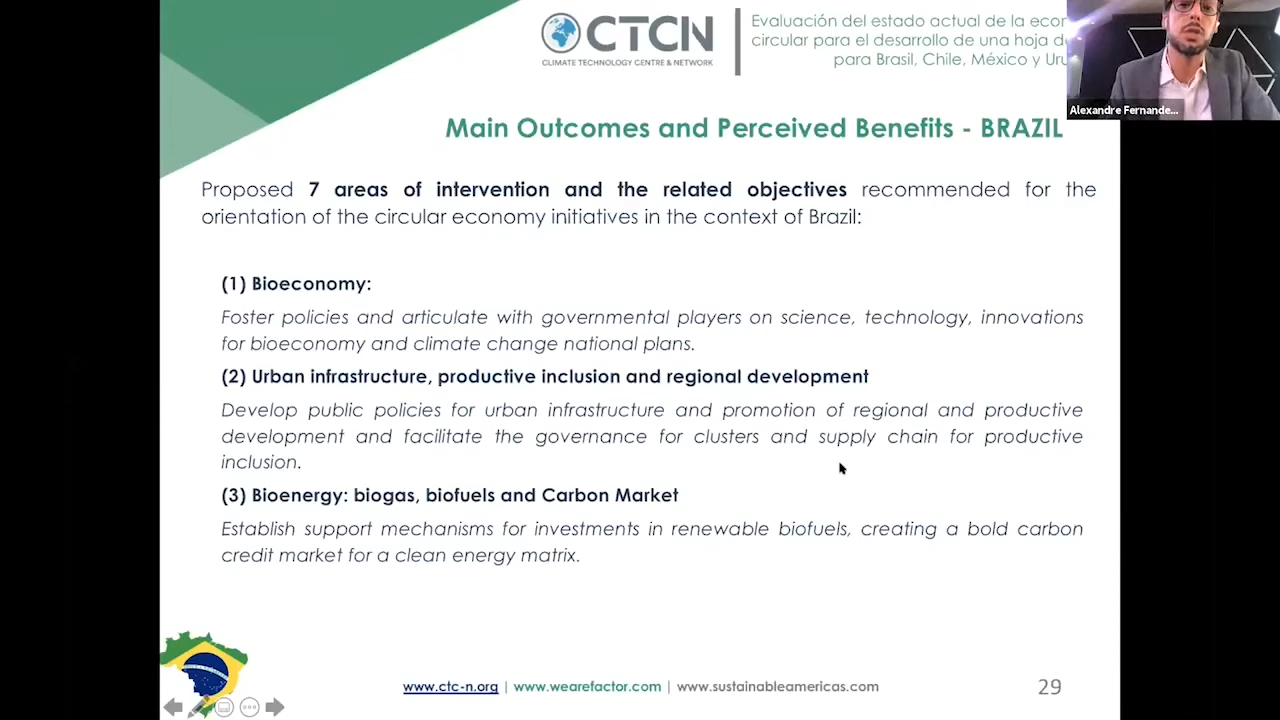 CTCN
CLIMATE TECHNOLOGY CENTRE & NETWORK
Evaluación del estado actual de la
circular para el desarrollo de una hoja
para Brasil, Chile, México y
Alexandre Fernande...
Main Outcomes and Perceived Benefits - BRAZIL
Proposed 7 areas of intervention and the related objectives recommended for the
orientation of the circular economy initiatives in the context of Brazil:
(1) Bioeconomy:
Foster policies and articulate with governmental players on science, technology, innovations
for bioeconomy and climate change national plans.
(2) Urban infrastructure, productive inclusion and regional development
Develop public policies for urban infrastructure and promotion of regional and productive
development and facilitate the governance for clusters and supply chain for productive
inclusion.
(3) Bioenergy: biogas, biofuels and Carbon Market
Establish support mechanisms for investments in renewable biofuels, creating a bold carbon
credit market for a clean energy matrix.
www.ctc-n.org | www.wearefactor.com | www.sustainableamericas.com
29